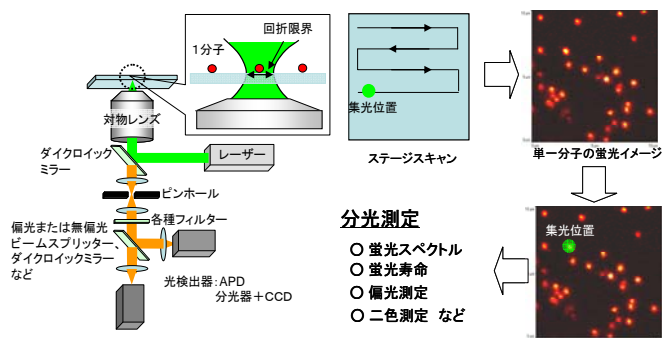 回折限界
1分子
対物レンズ
ダイクロイック
ミラー
レーザー
ピンホール
各種フィルター
偏光または無偏光
ビームスプリッター、
ダイクロイックミラー
など
光検出器:APD
分光器+CCD
集光位置
ステージスキャン
単一分子の蛍光イメージ
集光位置
分光測定
○ 蛍光スペクトル
○ 蛍光寿命
○ 偏光測定
○ 二色測定 など